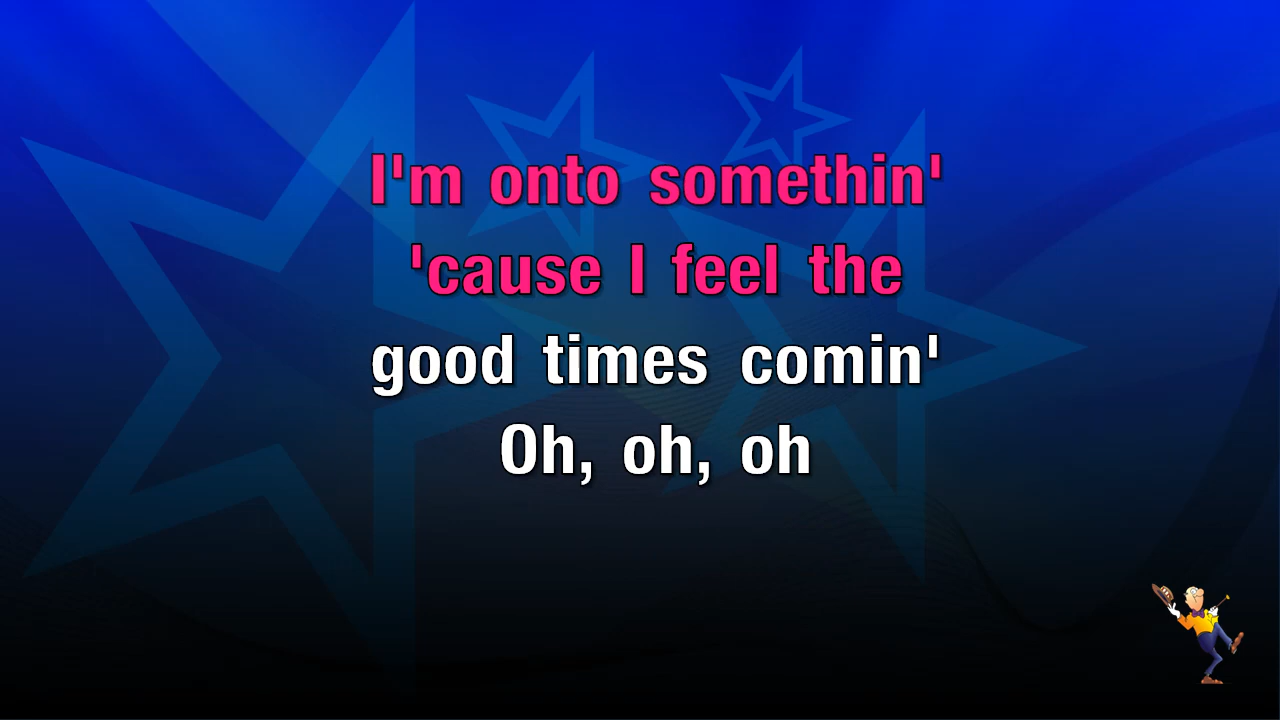 I'm onto somethin'
'cause I feel the
good times comin'
Oh, oh, oh